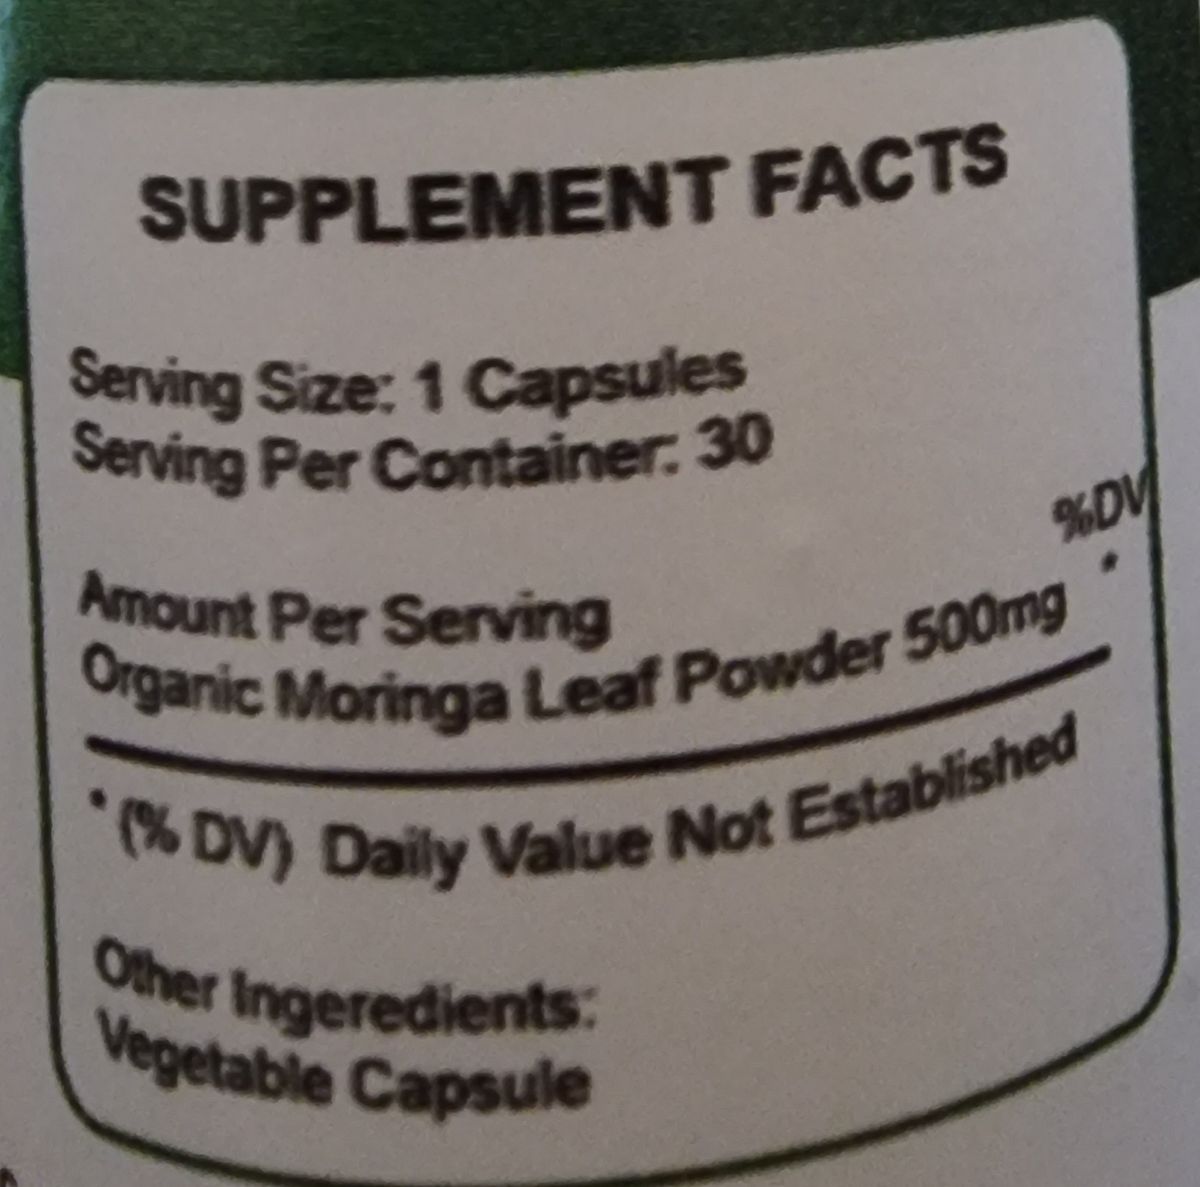 SUPPLEMENT FACTS
Serving Size: 1 Capsules
Serving Per Container: 30
%DV
Amount Per Serving
Organic Moringa Leaf Powder 500mg *
* (% DV) Daily Value Not Established
Other Ingeredients:
Vegetable Capsule